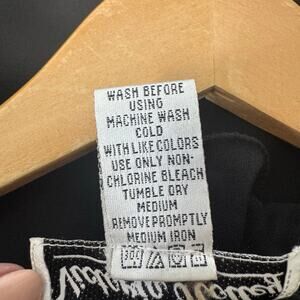 WASH BEFORE
USING
MACHINE WASH
COLD
WITH LIKE COLORS
USE ONLY NON-
CHLORINE BLEACH
TUMBLE DRY
MEDIUM
REMOVE PROMPTLY
MEDIUM IRON